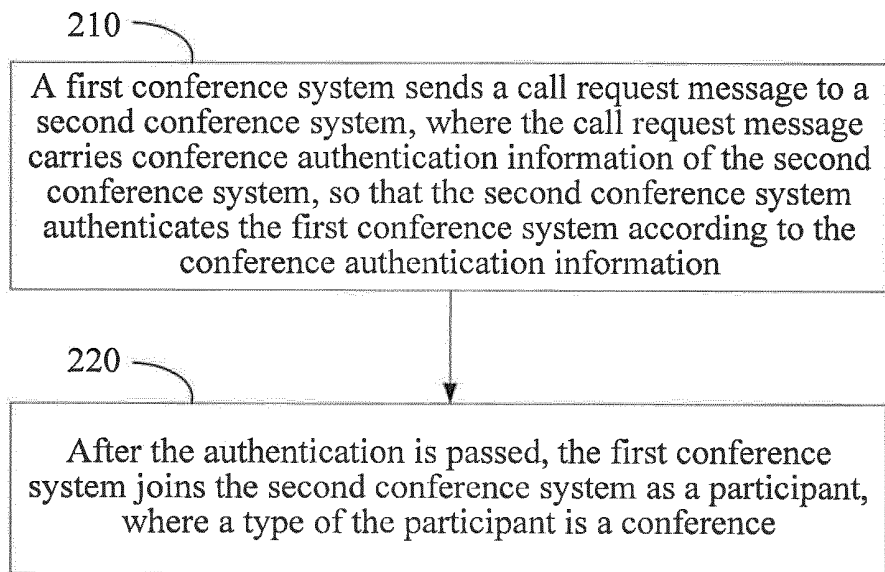 210
A first conference system sends a call request message to a
second conference system, where the call request message
carries conference authentication information of the second
conference system, so that the second conference system
authenticates the first conference system according to the
conference authentication information
220
After the authentication is passed, the first conference
system joins the second conference system as a participant,
where a type of the participant is a conference